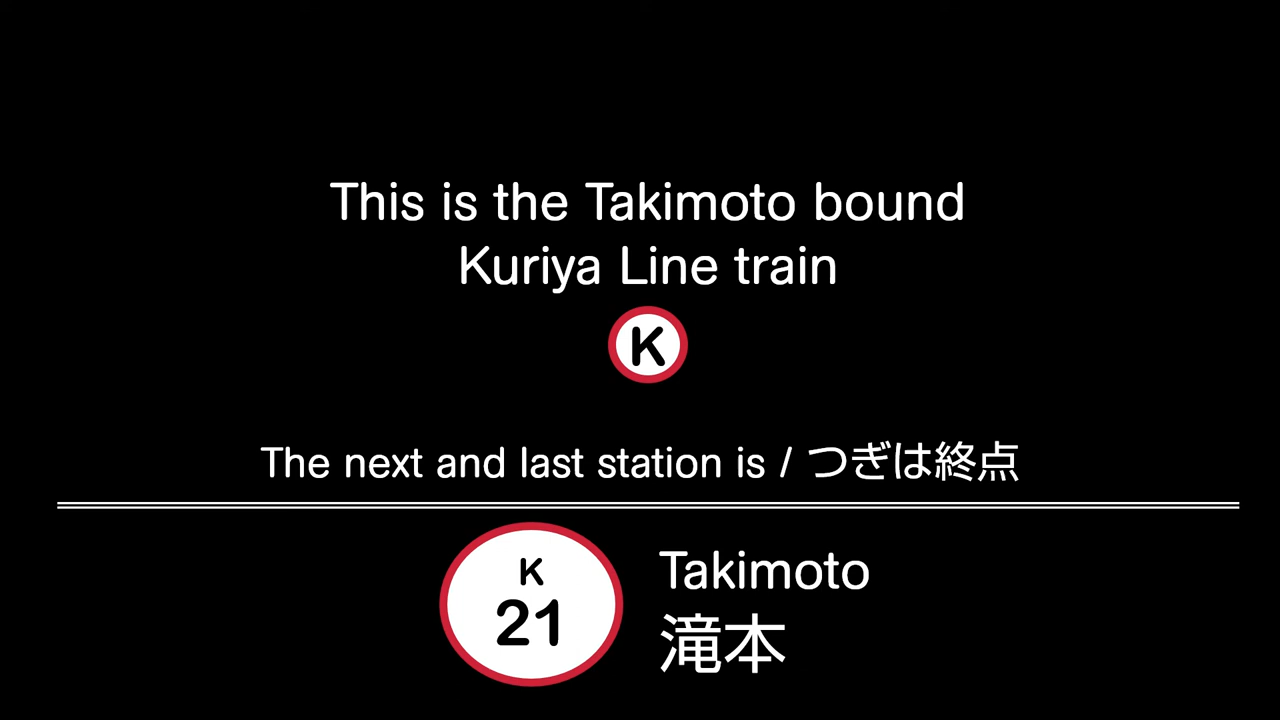 This is the Takimoto bound
Kuriya Line train
K
The next and last station is / つぎは終点
K
21
Takimoto
滝本